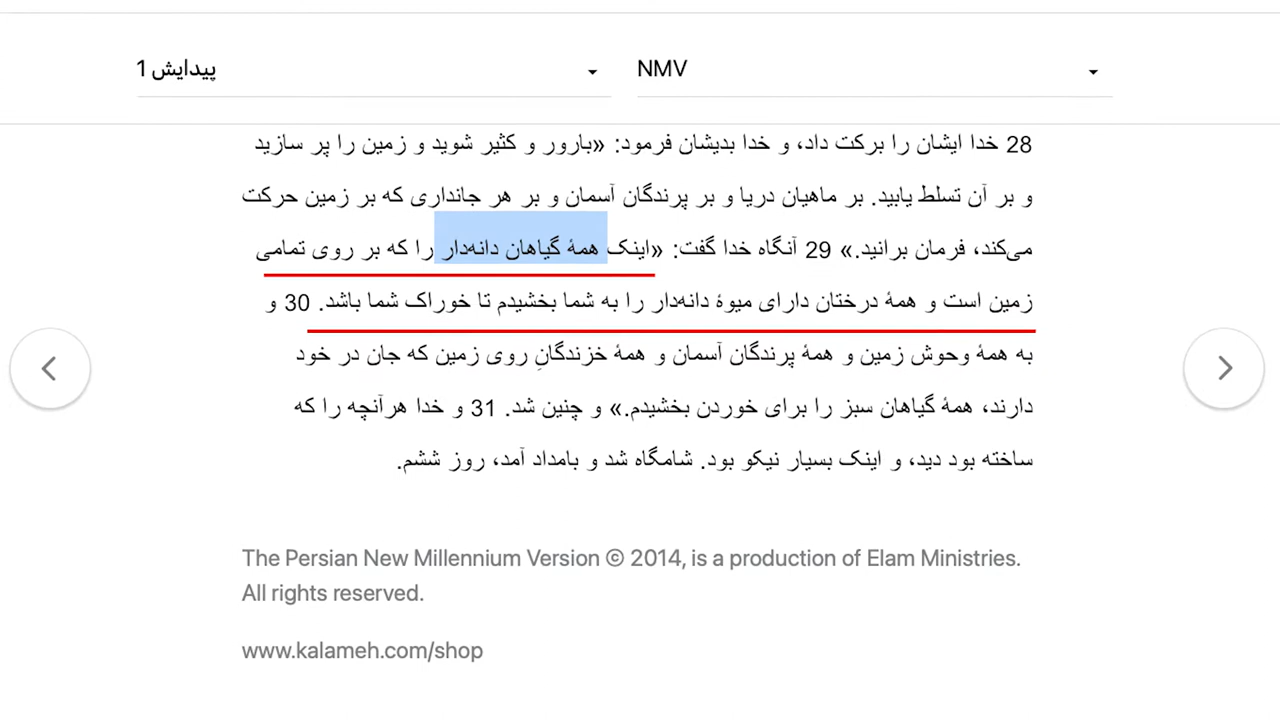 پیدایش 1
NMV
28 خدا ایشان را برکت داد، و خدا بدیشان فرمود: «بارور و کثیر شوید و زمین را پر سازید
و بر آن تسلط یابید. بر ماهیان دریا و بر پرندگان آسمان و بر هر جانداری که بر زمین حرکت
می‌کند، فرمان برانید.» 29 آنگاه خدا گفت: «اینک همهٔ گیاهان دانه‌دار را که بر روی تمامی
زمین است و همهٔ درختان دارای میوهٔ دانه‌دار را به شما بخشیدم تا خوراک شما باشد. 30 و
به همهٔ وحوش زمین و همهٔ پرندگان آسمان و همهٔ خزندگانِ روی زمین که جان در خود
دارند، همهٔ گیاهان سبز را برای خوردن بخشیدم.» و چنین شد. 31 و خدا هرآنچه را که
ساخته بود دید، و اینک بسیار نیکو بود. شامگاه شد و بامداد آمد، روز ششم.
The Persian New Millennium Version © 2014, is a production of Elam Ministries.
All rights reserved.
www.kalameh.com/shop